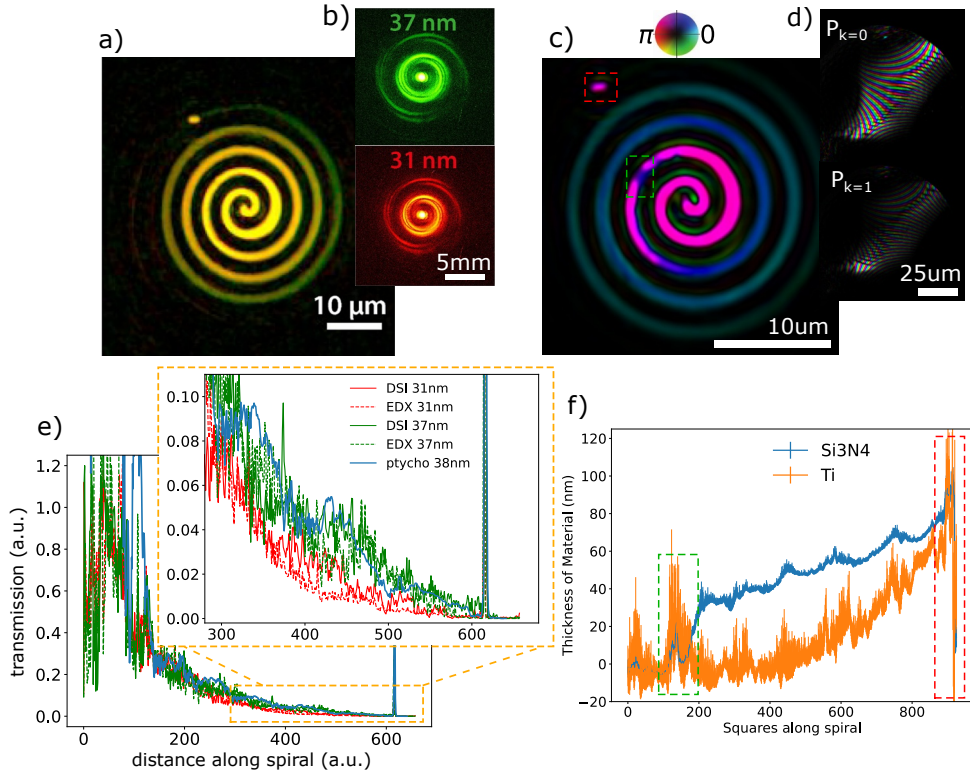 a)
10 µm
b)
37 nm
31 nm
5mm
c)
π
0
10um
d)
P_{k=0}
P_{k=1}
25um
e)
transmission (a.u.)
1.2
1.0
0.8
0.6
0.4
0.2
0.0
0
200
400
600
distance along spiral (a.u.)
0.10
0.08
0.06
0.04
0.02
0.00
300
400
500
600
DSI 31nm
EDX 31nm
DSI 37nm
EDX 37nm
ptycho 38nm
f)
Thickness of Material (nm)
120
100
80
60
40
20
0
−20
0
200
400
600
800
Squares along spiral
Si3N4
Ti